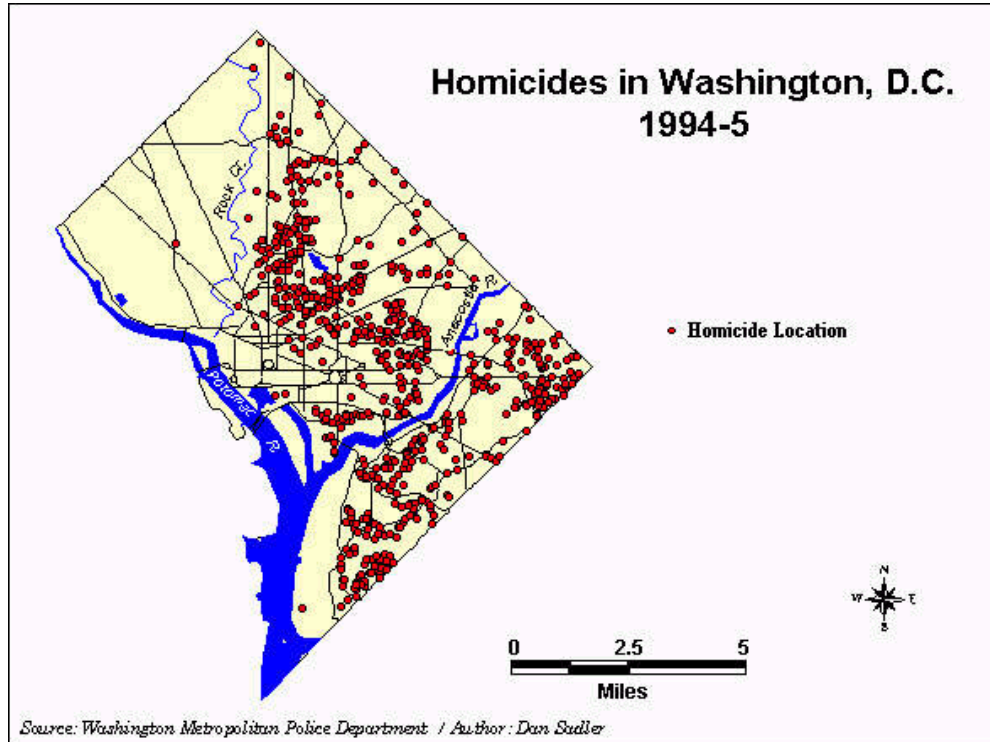 Homicides in Washington, D.C.
1994-5
Rock Cr.
Anacostia R
Homicide Location
Potomac R
N
W E
S
0 2.5 5
Miles
Source: Washington Metropolitan Police Department / Author: Dan Sadler